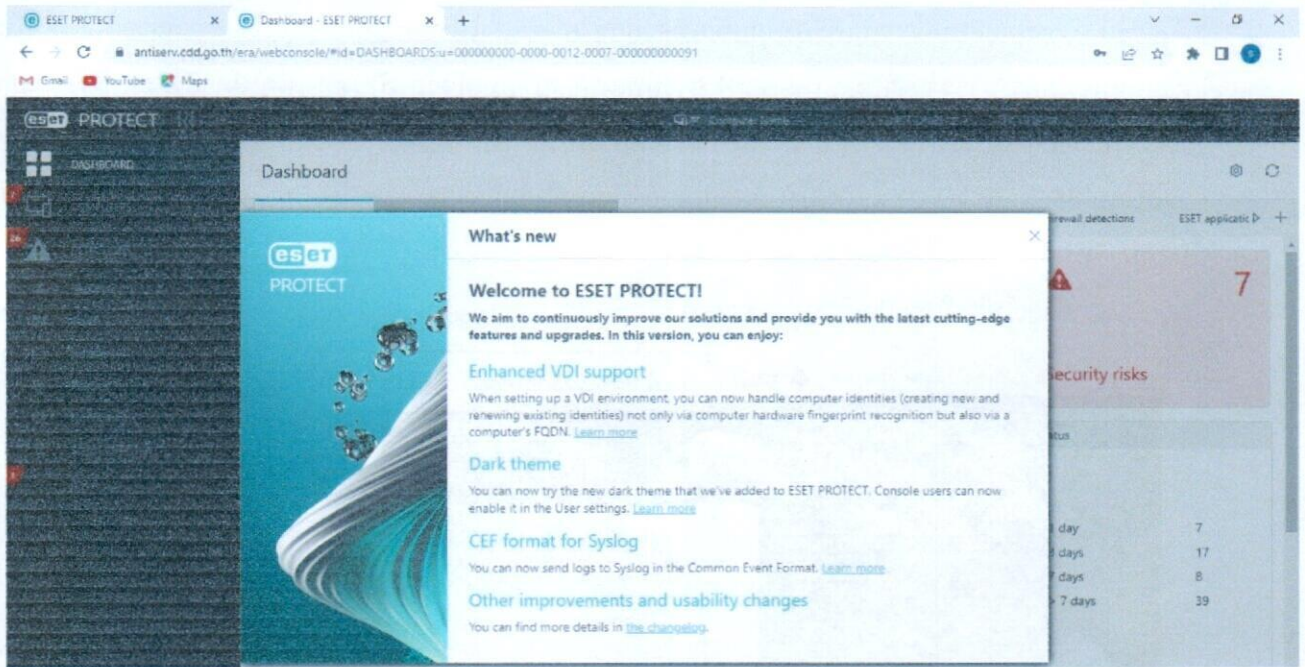 ESET PROTECT
Dashboard - ESET PROTECT
antiserv.cdd.go.th/era/webconsole/#id=DASHBOARDS:u=000000000-0000-0012-0007-000000000091
Gmail YouTube Maps
eset PROTECT
DASHBOARD
Dashboard
Firewall detections
ESET applicatic
What's new
eset
PROTECT
Welcome to ESET PROTECT!
We aim to continuously improve our solutions and provide you with the latest cutting-edge
features and upgrades. In this version, you can enjoy:
Enhanced VDI support
When setting up a VDI environment, you can now handle computer identities (creating new and
renewing existing identities) not only via computer hardware fingerprint recognition but also via a
computer's FQDN. Learn more
Dark theme
You can now try the new dark theme that we've added to ESET PROTECT. Console users can now
enable it in the User settings. Learn more
CEF format for Syslog
You can now send logs to Syslog in the Common Event Format. Learn more
Other improvements and usability changes
You can find more details in the changelog.
7
Security risks
day 7
days 17
7 days 8
> 7 days 39